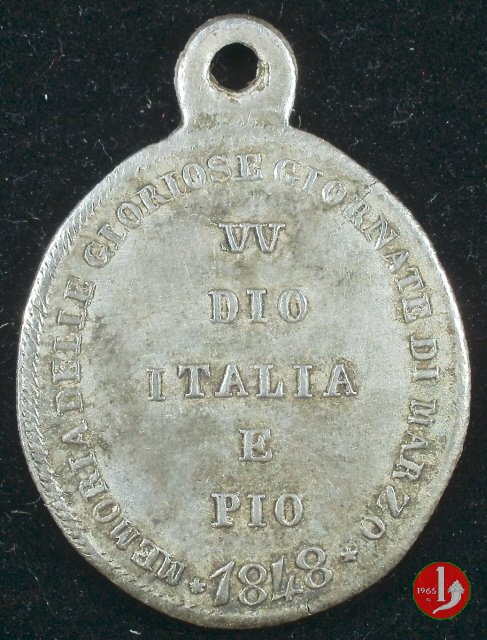 MEMORIA DELLE GLORIOSE GIORNATE DI MARZO
VV
DIO
ITALIA
E
PIO
* 1848 *
1965